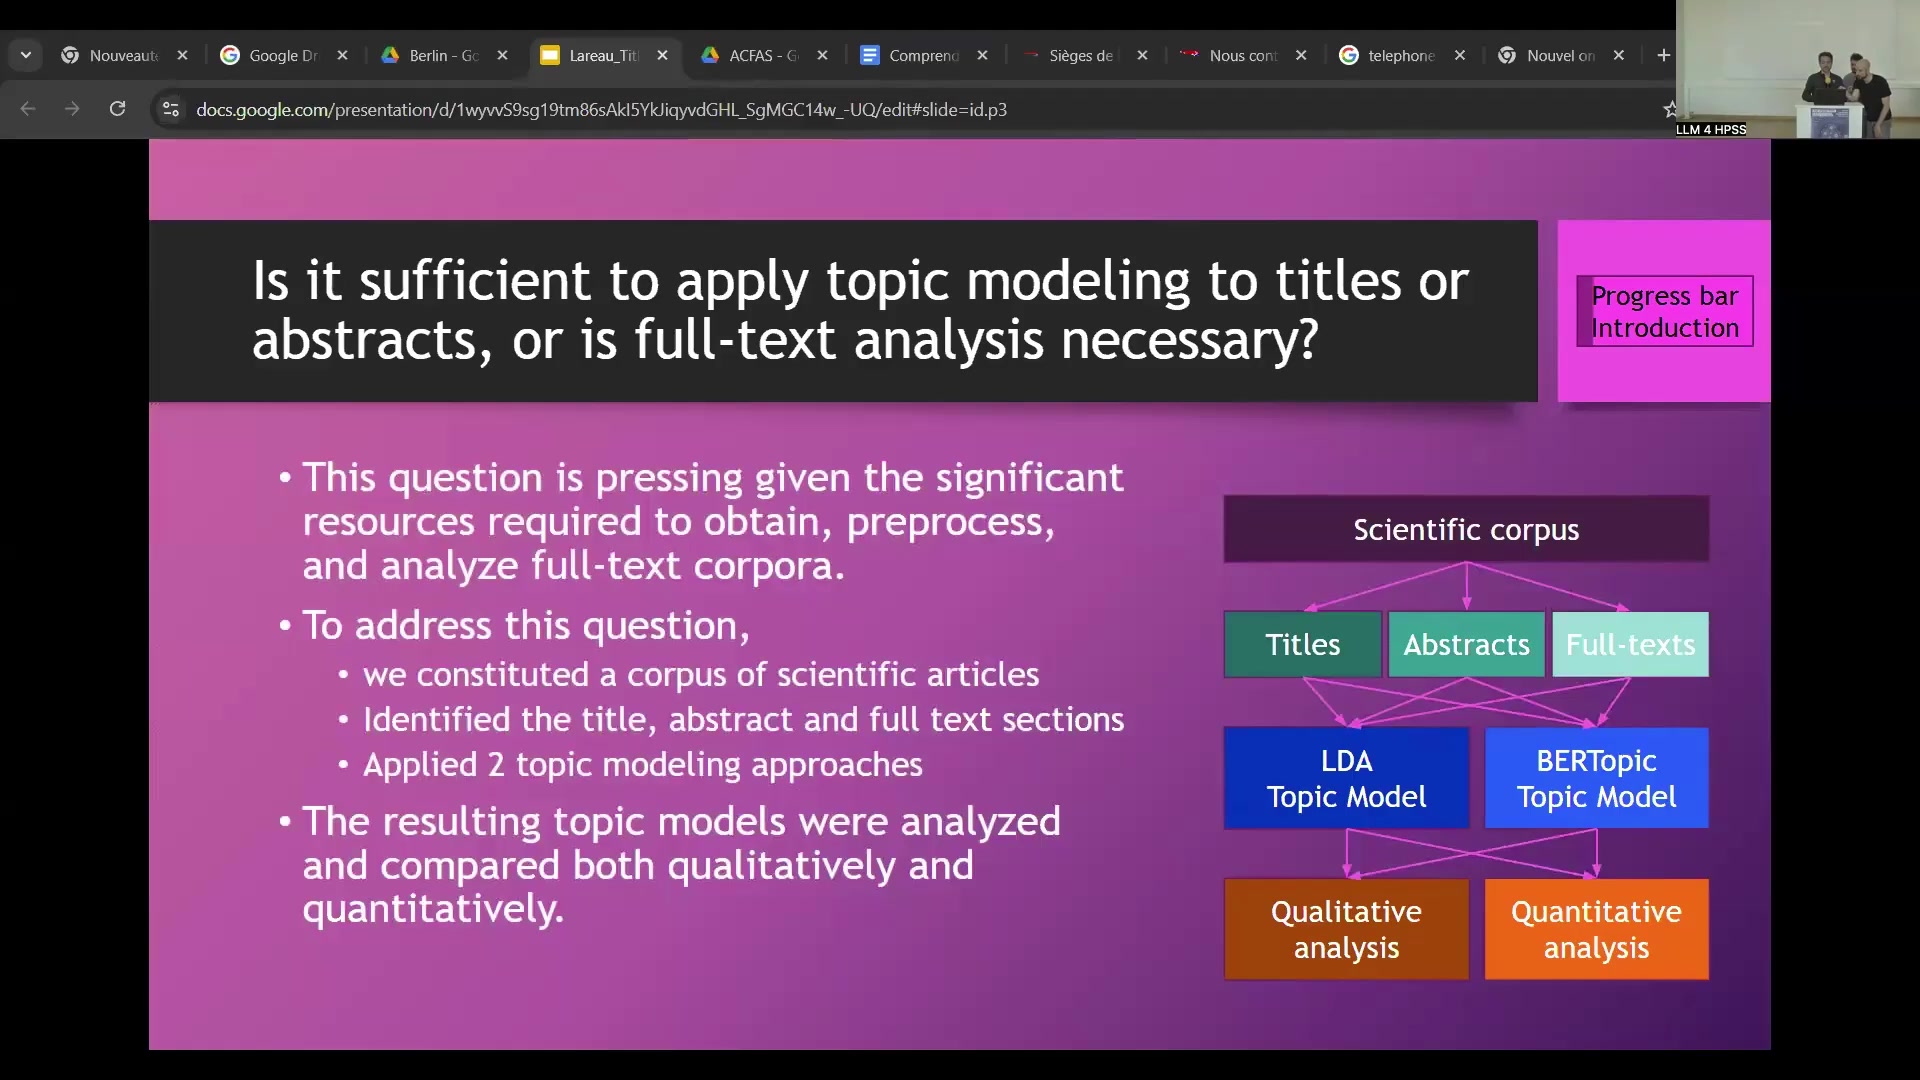 Nouveauté
Google Dr
Berlin - Go
Lareau_Titl
ACFAS - G
Comprend
Sièges de
Nous cont
telephone
Nouvel on
docs.google.com/presentation/d/1wyvvS9sg19tm86sAkI5YkJiqyvdGHL_SgMGC14w_-UQ/edit#slide=id.p3
LLM 4 HPSS
Is it sufficient to apply topic modeling to titles or
abstracts, or is full-text analysis necessary?
Progress bar
Introduction
• This question is pressing given the significant
resources required to obtain, preprocess,
and analyze full-text corpora.
• To address this question,
• we constituted a corpus of scientific articles
• Identified the title, abstract and full text sections
• Applied 2 topic modeling approaches
• The resulting topic models were analyzed
and compared both qualitatively and
quantitatively.
Scientific corpus
Titles
Abstracts
Full-texts
LDA
Topic Model
BERTopic
Topic Model
Qualitative
analysis
Quantitative
analysis